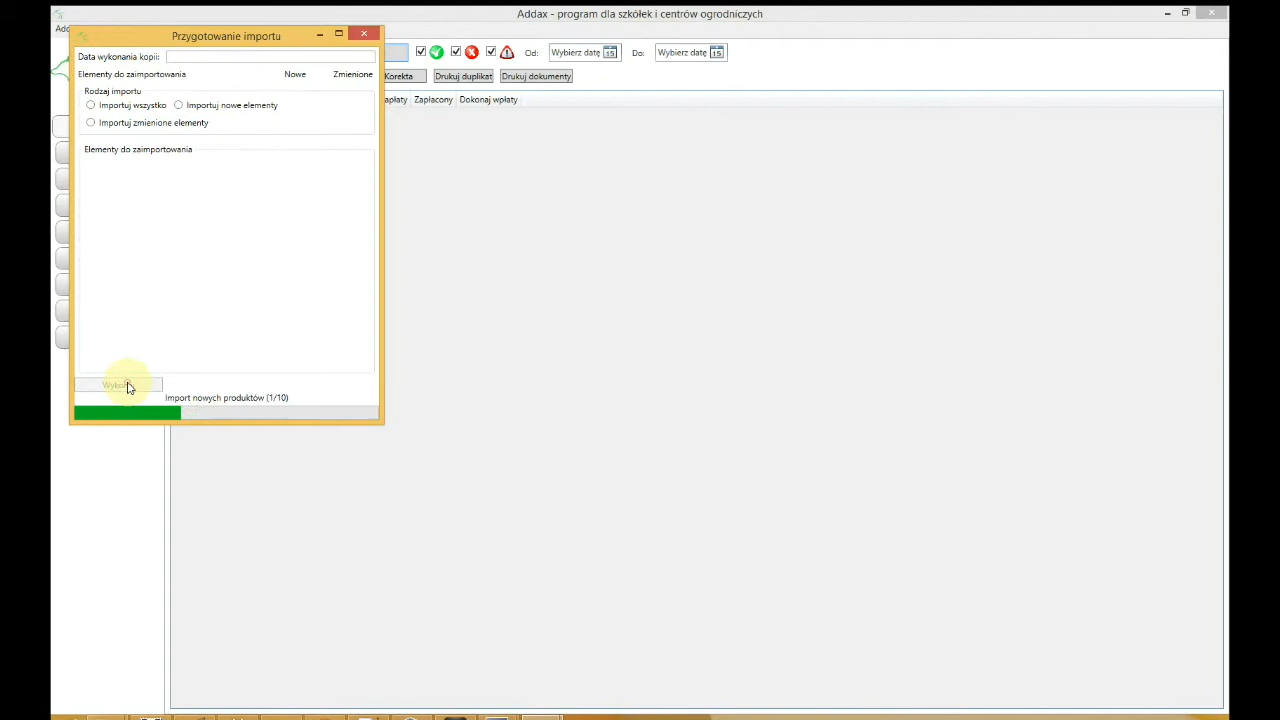 Addax - program dla szkółek i centrów ogrodniczych
Przygotowanie importu
Data wykonania kopii:
Elementy do zaimportowania Nowe Zmienione
Rodzaj importu
Importuj wszystko Importuj nowe elementy
Importuj zmienione elementy
Elementy do zaimportowania
Import nowych produktów (1/10)
Od: Wybierz datę 15 Do: Wybierz datę 15
Korekta Drukuj duplikat Drukuj dokumenty
Zapłacony Dokonaj wpłaty